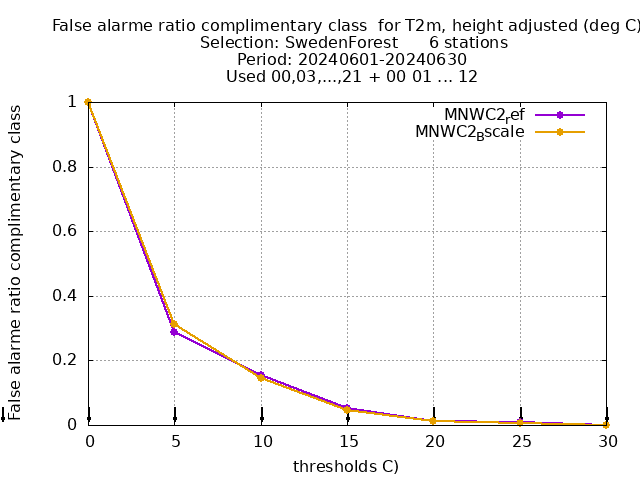 False alarme ratio complimentary class  for T2m, height adjusted (deg C)
Selection: SwedenForest      6 stations
Period: 20240601-20240630
Used 00,03,...,21 + 00 01 ... 12
MNWC2ref
MNWC2Bscale
False alarme ratio complimentary class
1
0.8
0.6
0.4
0.2
0
0 5 10 15 20 25 30
thresholds C)